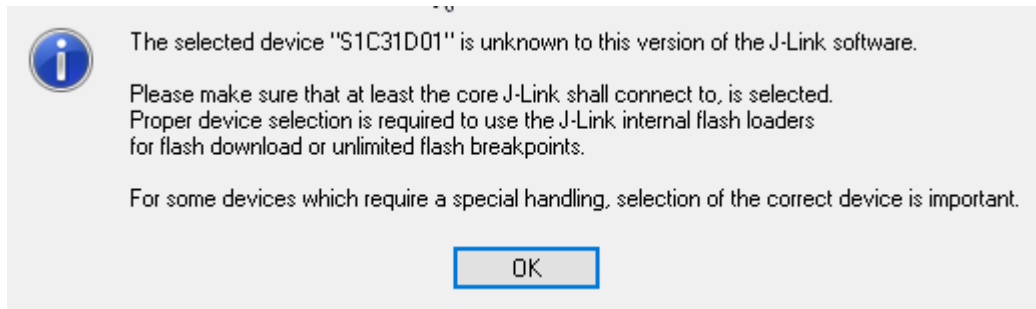 The selected device "S1C31D01" is unknown to this version of the J-Link software.
Please make sure that at least the core J-Link shall connect to, is selected.
Proper device selection is required to use the J-Link internal flash loaders
for flash download or unlimited flash breakpoints.
For some devices which require a special handling, selection of the correct device is important.
OK